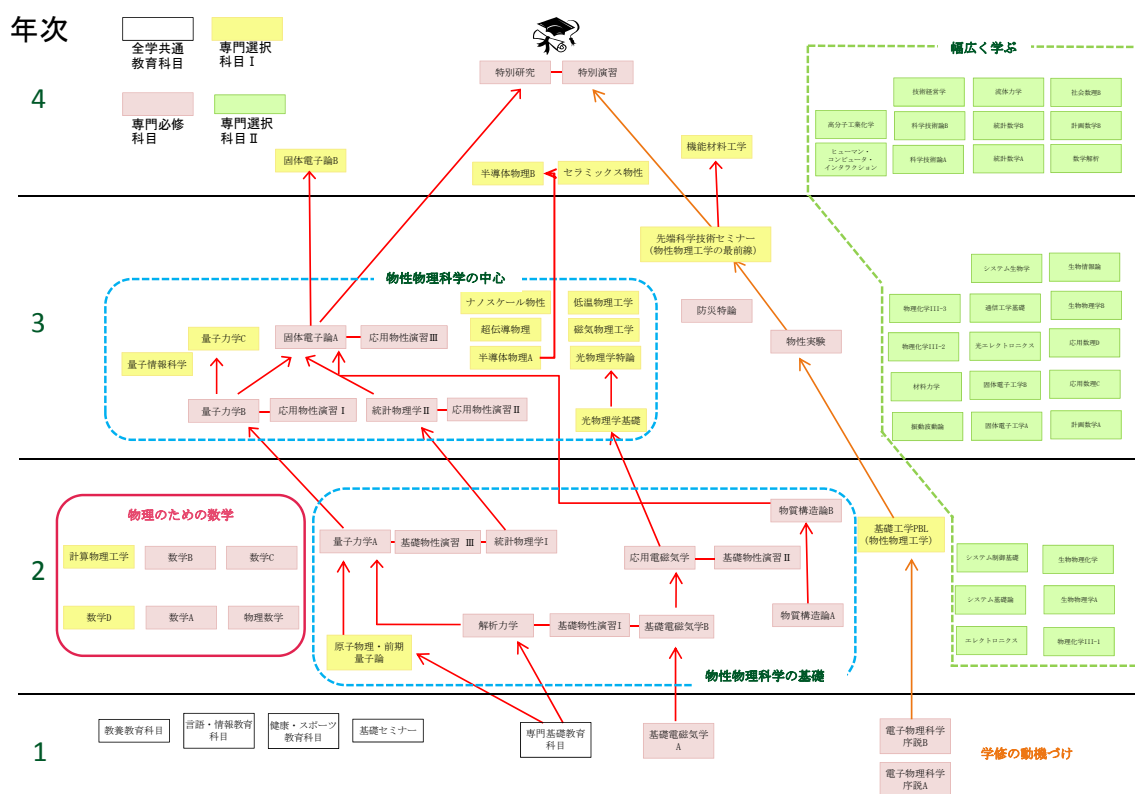 年次
全学共通
教育科目
専門選択
科目Ⅰ
専門必修
科目
専門選択
科目Ⅱ
4
特別研究
特別演習
幅広く学ぶ
技術経営学
流体力学
社会数理B
高分子工業化学
科学技術論B
統計数学B
計画数学B
ヒューマン・
コンピュータ・
インタラクション
科学技術論A
統計数学A
数学解析
固体電子論B
半導体物理B
セラミックス物性
機能材料工学
先端科学技術セミナー
(物性物理工学の最前線)
3
物性物理科学の中心
ナノスケール物性
低温物理工学
超伝導物理
磁気物理工学
半導体物理A
光物理学特論
量子力学C
量子情報科学
固体電子論A
応用物性演習Ⅲ
量子力学B
応用物性演習Ⅰ
統計物理学Ⅱ
応用物性演習Ⅱ
光物理学基礎
防災特論
物性実験
システム生物学
生物情報論
物理化学III-3
通信工学基礎
生物物理学B
物理化学III-2
光エレクトロニクス
応用数理D
材料力学
固体電子工学B
応用数理C
振動波動論
固体電子工学A
計画数学A
2
物理のための数学
計算物理工学
数学B
数学C
数学D
数学A
物理数学
量子力学A
基礎物性演習 Ⅲ
統計物理学Ⅰ
応用電磁気学
基礎物性演習Ⅱ
物質構造論B
物質構造論A
解析力学
基礎物性演習Ⅰ
基礎電磁気学B
原子物理・前期
量子論
物性物理科学の基礎
基礎工学PBL
(物性物理工学)
システム制御基礎
生物物理化学
システム基礎論
生物物理学A
エレクトロニクス
物理化学III-1
1
教養教育科目
言語・情報教育
科目
健康・スポーツ
教育科目
基礎セミナー
専門基礎教育
科目
基礎電磁気学
A
電子物理科学
序説B
電子物理科学
序説A
学修の動機づけ